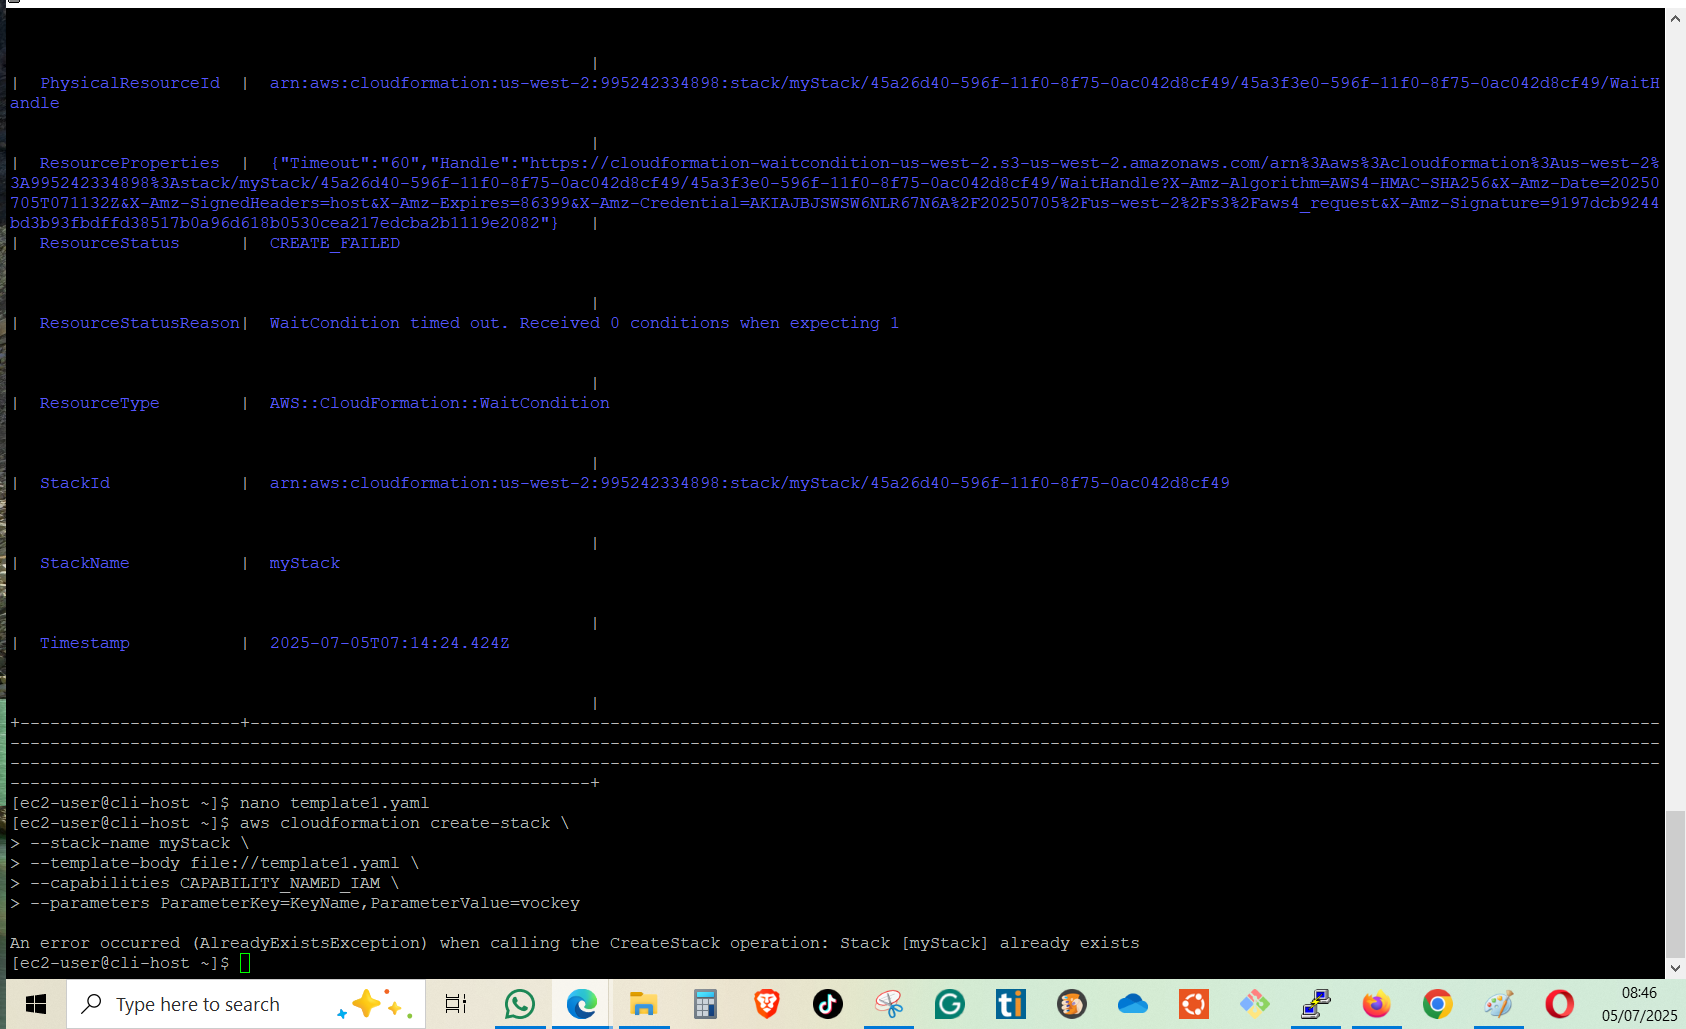 |
| PhysicalResourceId | arn:aws:cloudformation:us-west-2:995242334898:stack/myStack/45a26d40-596f-11f0-8f75-0ac042d8cf49/45a3f3e0-596f-11f0-8f75-0ac042d8cf49/WaitH
andle
|
| ResourceProperties | {"Timeout":"60","Handle":"https://cloudformation-waitcondition-us-west-2.s3-us-west-2.amazonaws.com/arn%3Aaws%3Acloudformation%3Aus-west-2%
3A995242334898%3Astack/myStack/45a26d40-596f-11f0-8f75-0ac042d8cf49/45a3f3e0-596f-11f0-8f75-0ac042d8cf49/WaitHandle?X-Amz-Algorithm=AWS4-HMAC-SHA256&X-Amz-Date=20250
705T071132Z&X-Amz-SignedHeaders=host&X-Amz-Expires=86399&X-Amz-Credential=AKIAJBJSWSW6NLR67N6A%2F20250705%2Fus-west-2%2Fs3%2Faws4_request&X-Amz-Signature=9197dcb9244
bd3b93fbdffd38517b0a96d618b0530cea217edcba2b1119e2082"} |
| ResourceStatus | CREATE_FAILED
|
| ResourceStatusReason| WaitCondition timed out. Received 0 conditions when expecting 1
|
| ResourceType | AWS::CloudFormation::WaitCondition
|
| StackId | arn:aws:cloudformation:us-west-2:995242334898:stack/myStack/45a26d40-596f-11f0-8f75-0ac042d8cf49
|
| StackName | myStack
|
| Timestamp | 2025-07-05T07:14:24.424Z
|
[ec2-user@cli-host ~]$ nano template1.yaml
[ec2-user@cli-host ~]$ aws cloudformation create-stack \
> --stack-name myStack \
> --template-body file://template1.yaml \
> --capabilities CAPABILITY_NAMED_IAM \
> --parameters ParameterKey=KeyName,ParameterValue=vockey
An error occurred (AlreadyExistsException) when calling the CreateStack operation: Stack [myStack] already exists
[ec2-user@cli-host ~]$
Type here to search
ti
08:46
05/07/2025